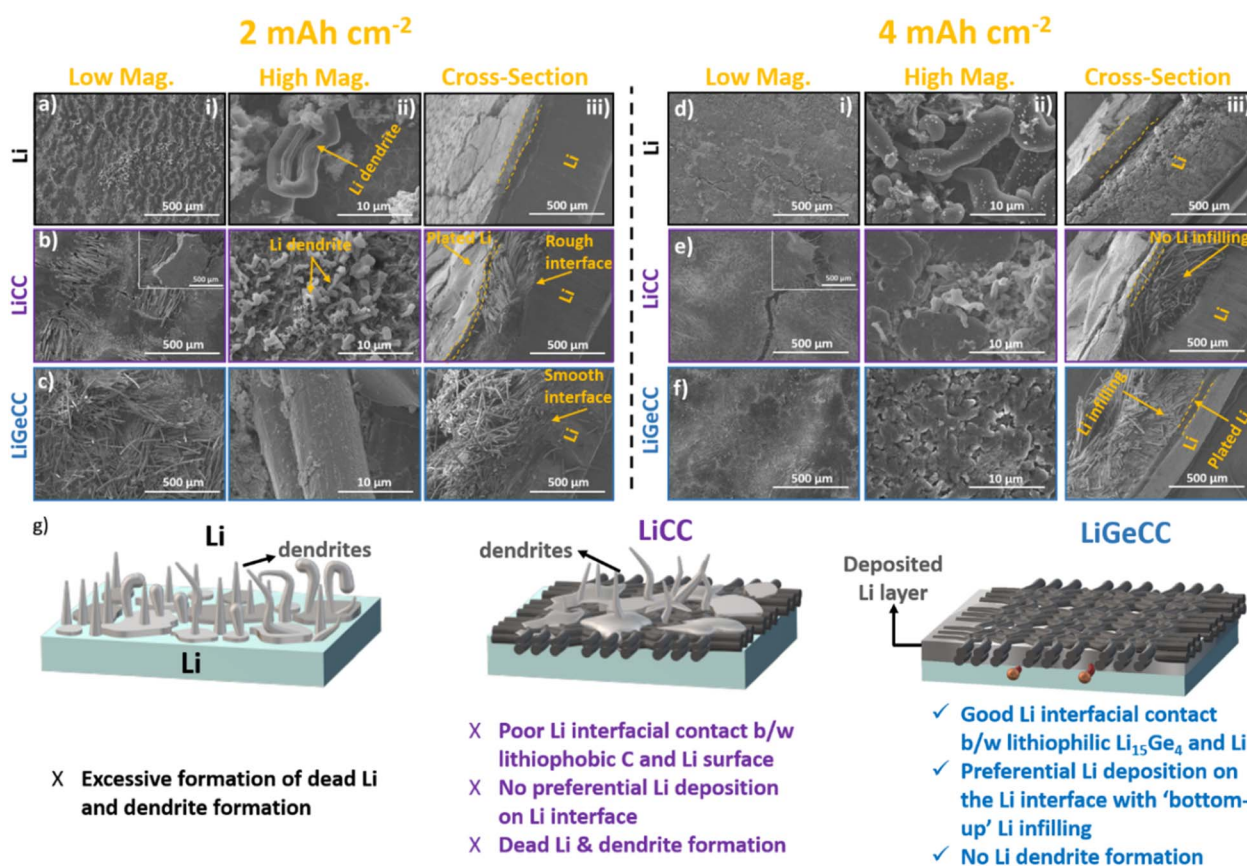 2 mAh cm⁻²
4 mAh cm⁻²
Low Mag.
High Mag.
Cross-Section
Low Mag.
High Mag.
Cross-Section
Li
a)
i)
500 µm
ii)
Li dendrite
10 µm
iii)
Li
500 µm
Li
d)
i)
500 µm
ii)
10 µm
iii)
Li
500 µm
LiCC
b)
500 µm
500 µm
Li dendrite
10 µm
Plated Li
Rough
interface
Li
500 µm
LiCC
e)
500 µm
500 µm
10 µm
No Li infilling
Li
500 µm
LiGeCC
c)
500 µm
10 µm
Smooth
interface
Li
500 µm
LiGeCC
f)
500 µm
10 µm
Li infilling
Li
Plated Li
500 µm
g)
Li
dendrites
Li
X Excessive formation of dead Li
and dendrite formation
LiCC
dendrites
X Poor Li interfacial contact b/w
lithiophobic C and Li surface
X No preferential Li deposition
on Li interface
X Dead Li & dendrite formation
LiGeCC
Deposited
Li layer
✓ Good Li interfacial contact
b/w lithiophilic Li₁₅Ge₄ and Li
✓ Preferential Li deposition on
the Li interface with ‘bottom-
up’ Li infilling
✓ No Li dendrite formation